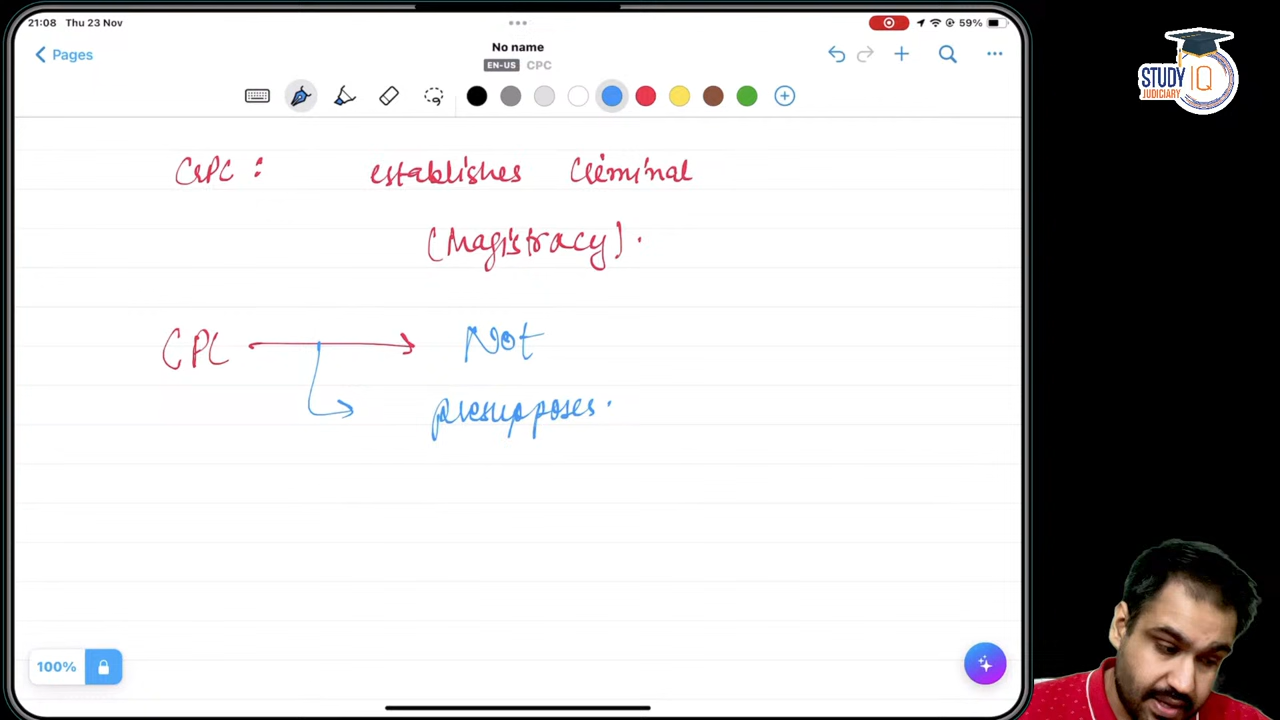 21:08 Thu 23 Nov
59%
Pages
No name
EN-US CPC
STUDY IQ
JUDICIARY
CrPC : establishes Criminal
(Magistracy).
CPC Not
presupposes.
100%